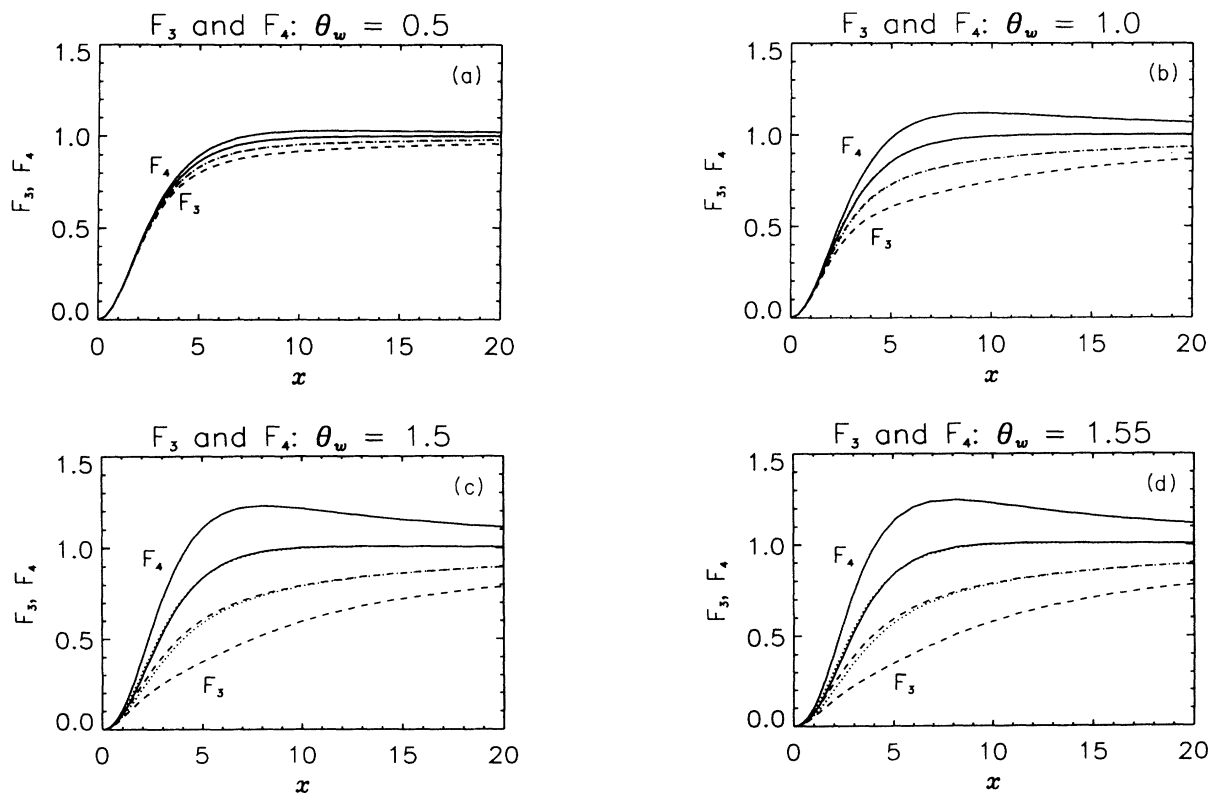 F₃ and F₄: θ_w = 0.5
(a)
F₃, F₄
1.5
1.0
0.5
0.0
F₄
F₃
0 5 10 15 20
x
F₃ and F₄: θ_w = 1.0
(b)
F₃, F₄
1.5
1.0
0.5
0.0
F₄
F₃
0 5 10 15 20
x
F₃ and F₄: θ_w = 1.5
(c)
F₃, F₄
1.5
1.0
0.5
0.0
F₄
F₃
0 5 10 15 20
x
F₃ and F₄: θ_w = 1.55
(d)
F₃, F₄
1.5
1.0
0.5
0.0
F₄
F₃
0 5 10 15 20
x